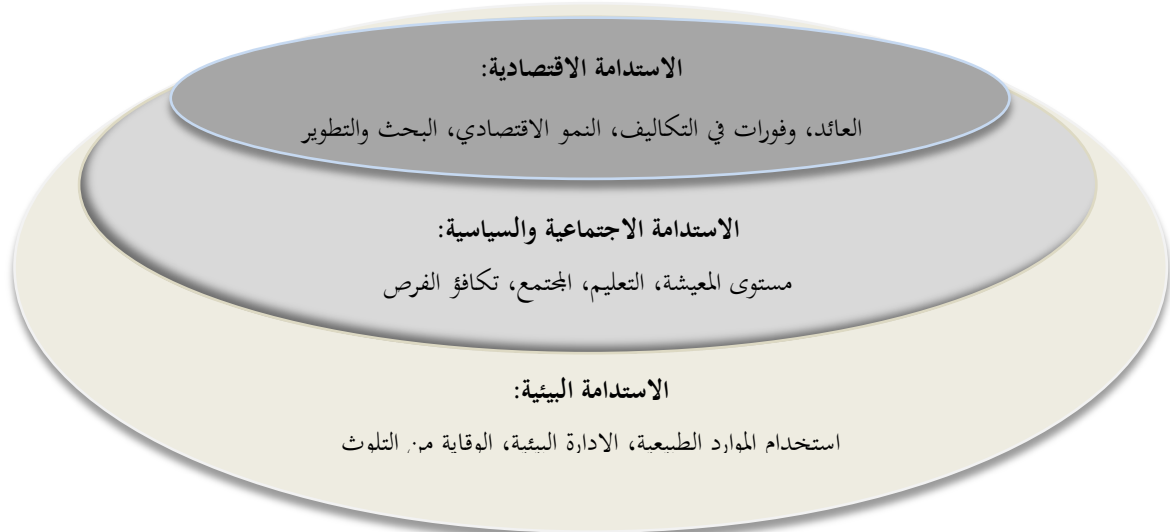 الاستدامة الاقتصادية:
العائد، وفورات في التكاليف، النمو الاقتصادي، البحث والتطوير
الاستدامة الاجتماعية والسياسية:
مستوى المعيشة، التعليم، المجتمع، تكافؤ الفرص
الاستدامة البيئية:
استخدام الموارد الطبيعية، الادارة البيئية، الوقاية من التلوث